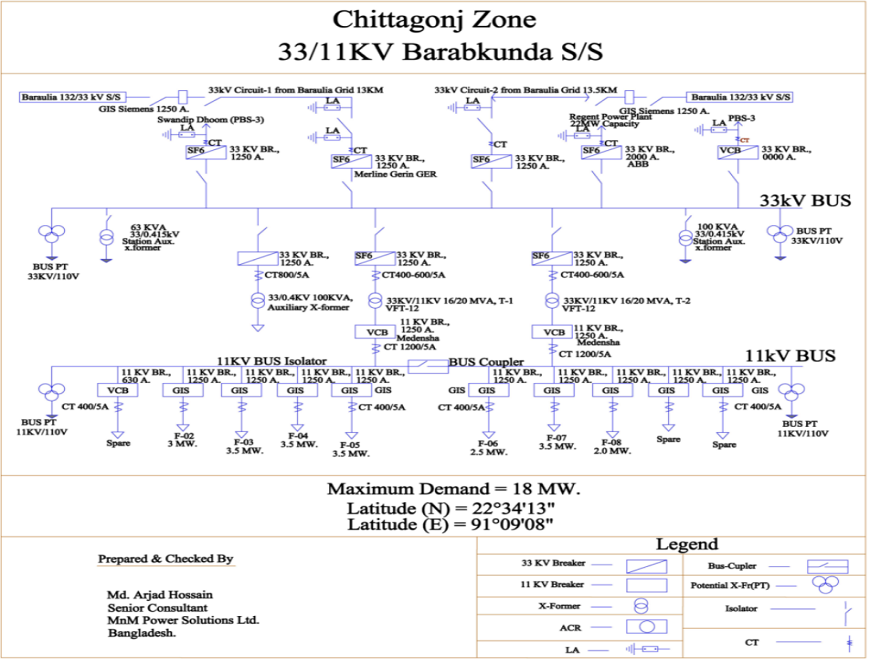 Chittagonj Zone
33/11KV Barabkunda S/S
Baraulia 132/33 kV S/S
GIS Siemens 1250 A.
33kV Circuit-1 from Baraulia Grid 13KM
33kV Circuit-2 from Baraulia Grid 13.5KM
GIS Siemens 1250 A.
Baraulia 132/33 kV S/S
Swandip Dhoom (PBS-3)
LA
CT
SF6
33 KV BR.,
1250 A.
LA
LA
CT
SF6
33 KV BR.,
1250 A.
Merline Gerin GER
LA
CT
SF6
33 KV BR.,
1250 A.
Regent Power Plant
22MW Capacity
LA
CT
SF6
33 KV BR.,
2000 A.
ABB
LA
PBS-3
CT
VCB
33 KV BR.,
0000 A.
33kV BUS
BUS PT
33KV/110V
63 KVA
33/0.415kV
Station Aux.
x.former
100 KVA
33/0.415kV
Station Aux.
x.former
BUS PT
33KV/110V
33 KV BR.,
1250 A.
CT800/5A
33/0.4KV 100KVA,
Auxiliary X-former
SF6
33 KV BR.,
1250 A.
CT400-600/5A
33KV/11KV 16/20 MVA, T-1
VFT-12
VCB
11 KV BR.,
1250 A.
Medensha
CT 1200/5A
SF6
33 KV BR.,
1250 A.
CT400-600/5A
33KV/11KV 16/20 MVA, T-2
VFT-12
VCB
11 KV BR.,
1250 A.
Medensha
CT 1200/5A
11KV BUS Isolator
BUS Coupler
11kV BUS
BUS PT
11KV/110V
11 KV BR.,
630 A.
VCB
CT 400/5A
Spare
11 KV BR.,
1250 A.
GIS
F-02
3 MW.
11 KV BR.,
1250 A.
GIS
F-03
3.5 MW.
11 KV BR.,
1250 A.
GIS
F-04
3.5 MW.
11 KV BR.,
1250 A.
GIS
GIS
CT 400/5A
F-05
3.5 MW.
GIS
GIS
11 KV BR.,
1250 A.
CT 400/5A
F-06
2.5 MW.
11 KV BR.,
1250 A.
GIS
F-07
3.5 MW.
11 KV BR.,
1250 A.
GIS
F-08
2.0 MW.
11 KV BR.,
1250 A.
GIS
Spare
11 KV BR.,
1250 A.
GIS
GIS
CT 400/5A
Spare
BUS PT
11KV/110V
Maximum Demand = 18 MW.
Latitude (N) = 22°34'13"
Latitude (E) = 91°09'08"
Prepared & Checked By
Md. Arjad Hossain
Senior Consultant
MnM Power Solutions Ltd.
Bangladesh.
Legend
33 KV Breaker
11 KV Breaker
X-Former
ACR
LA
Bus-Cupler
Potential X-Fr(PT)
Isolator
CT